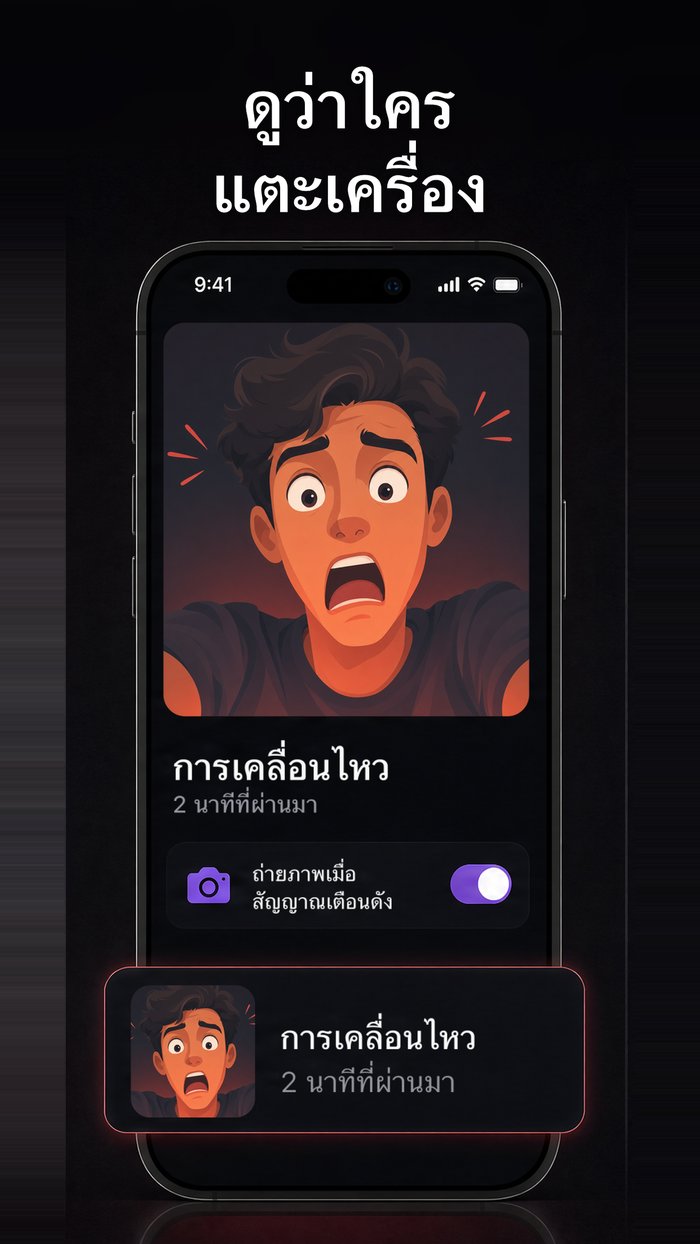 ดูว่าใคร
แตะเครื่อง
9:41
การเคลื่อนไหว
2 นาทีที่ผ่านมา
ถ่ายภาพเมื่อ
สัญญาณเตือนดัง
การเคลื่อนไหว
2 นาทีที่ผ่านมา